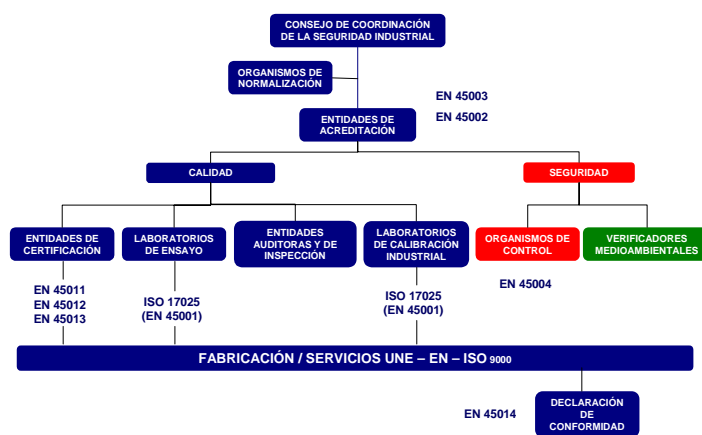 CONSEJO DE COORDINACIÓN
DE LA SEGURIDAD INDUSTRIAL
ORGANISMOS DE
NORMALIZACIÓN
EN 45003
EN 45002
ENTIDADES DE
ACREDITACIÓN
CALIDAD
SEGURIDAD
ENTIDADES DE
CERTIFICACIÓN
LABORATORIOS
DE ENSAYO
ENTIDADES
AUDITORAS Y DE
INSPECCIÓN
LABORATORIOS
DE CALIBRACIÓN
INDUSTRIAL
ORGANISMOS DE
CONTROL
VERIFICADORES
MEDIOAMBIENTALES
EN 45011
EN 45012
EN 45013
ISO 17025
(EN 45001)
ISO 17025
(EN 45001)
EN 45004
FABRICACIÓN / SERVICIOS UNE – EN – ISO 9000
EN 45014
DECLARACIÓN
DE
CONFORMIDAD